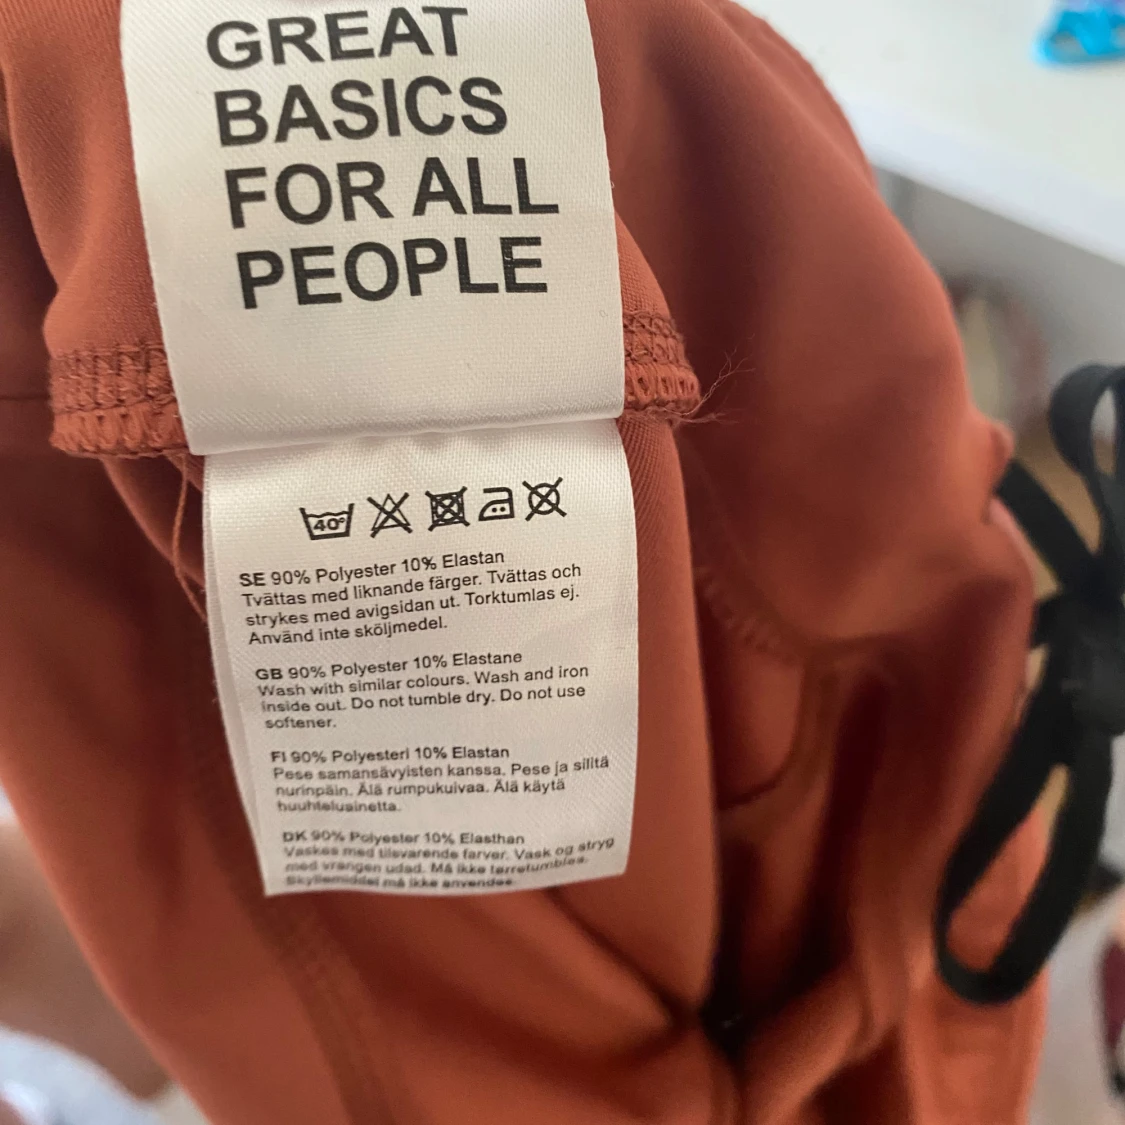 GREAT
BASICS
FOR ALL
PEOPLE
40°
SE 90% Polyester 10% Elastan
Tvättas med liknande färger. Tvättas och
strykes med avigsidan ut. Torktumlas ej.
Använd inte sköljmedel.
GB 90% Polyester 10% Elastane
Wash with similar colours. Wash and iron
inside out. Do not tumble dry. Do not use
softener.
FI 90% Polyesteri 10% Elastan
Pese samansävyisten kanssa. Pese ja silitä
nurinpäin. Älä rumpukuivaa. Älä käytä
huuhteluainetta.
DK 90% Polyester 10% Elasthan
Vaskes med tilsvarende farver. Vask og stryg
med vrangen udad. Må ikke tørretumbles.
Skyllemiddel må ikke anvendes.